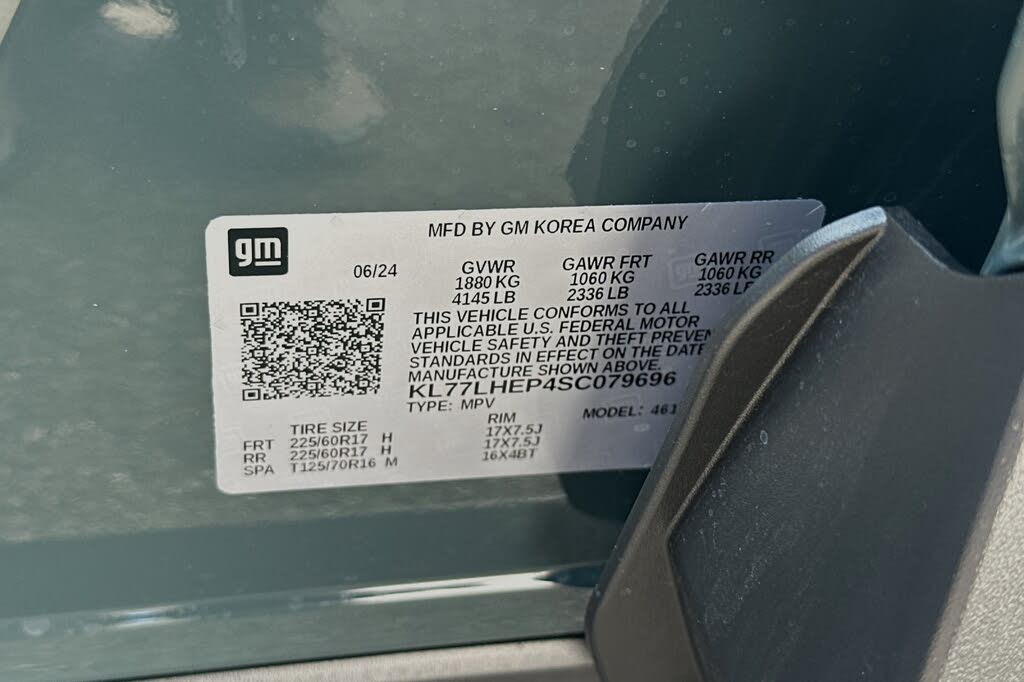 gm
MFD BY GM KOREA COMPANY
06/24
GVWR GAWR FRT GAWR RR
1880 KG 1060 KG 1060 KG
4145 LB 2336 LB 2336
THIS VEHICLE CONFORMS TO ALL
APPLICABLE U.S. FEDERAL MOTOR
VEHICLE SAFETY AND THEFT PREVEN
STANDARDS IN EFFECT ON THE DATE
MANUFACTURE SHOWN ABOVE.
KL77LHEP4SC079696
TYPE: MPV MODEL: 461
TIRE SIZE RIM
FRT 225/60R17 H 17X7.5J
RR 225/60R17 H 17X7.5J
SPA T125/70R16 M 16X4BT